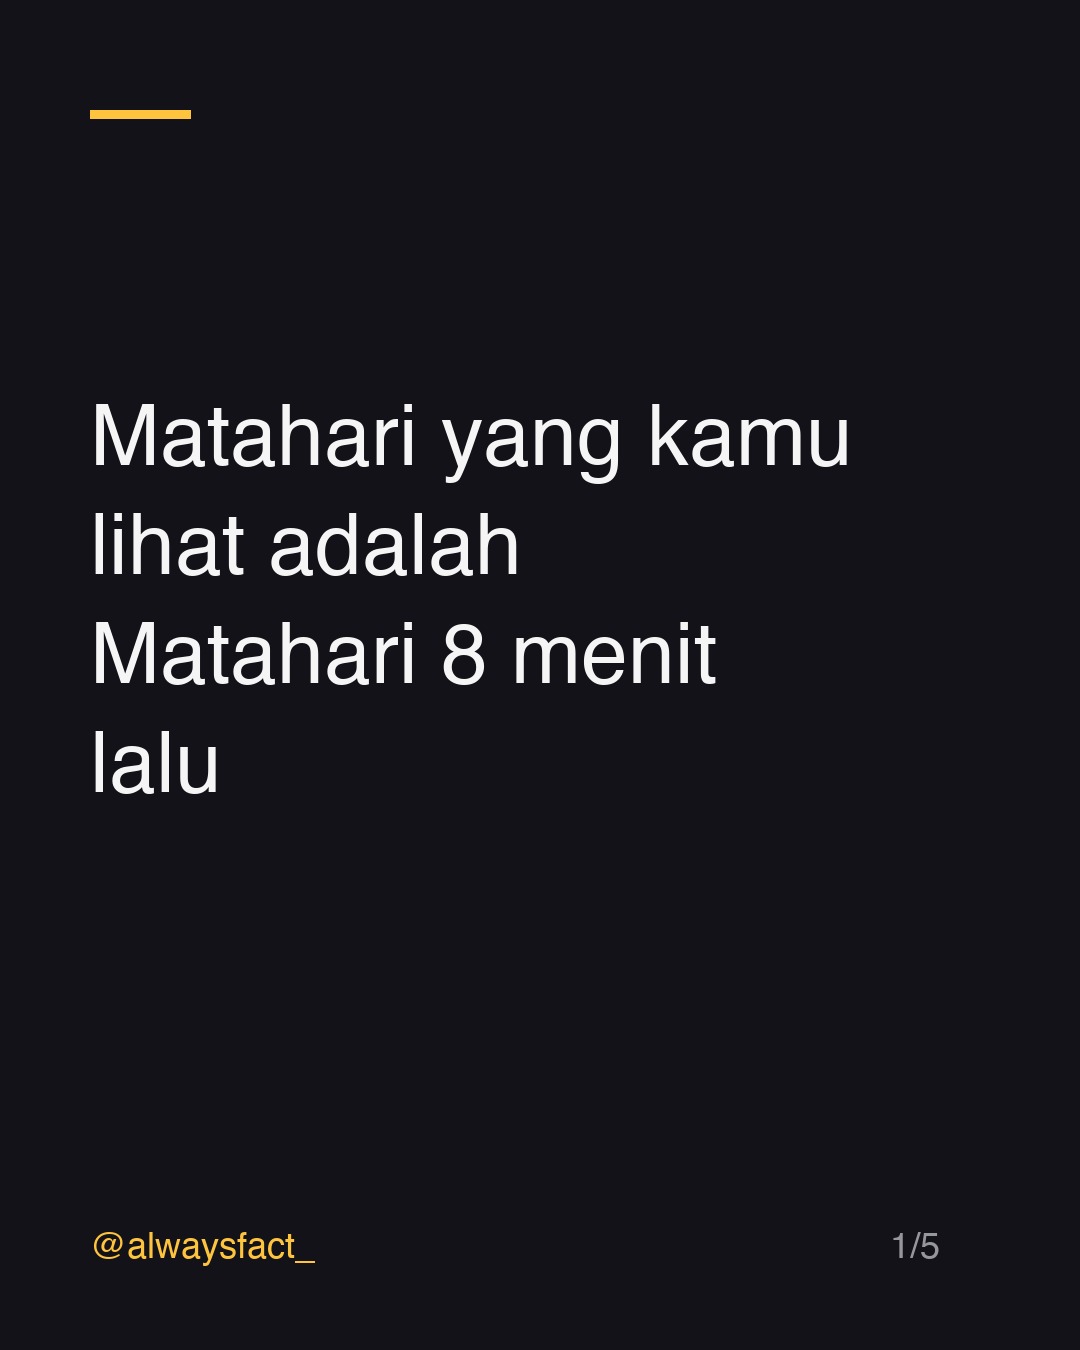 Matahari yang kamu
lihat adalah
Matahari 8 menit
lalu
@alwaysfact_
1/5